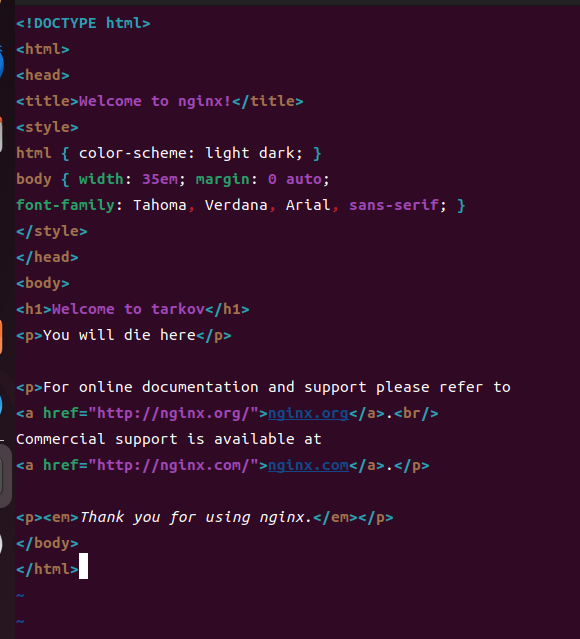 <!DOCTYPE html>
<html>
<head>
<title>Welcome to nginx!</title>
<style>
html { color-scheme: light dark; }
body { width: 35em; margin: 0 auto;
font-family: Tahoma, Verdana, Arial, sans-serif; }
</style>
</head>
<body>
<h1>Welcome to tarkov</h1>
<p>You will die here</p>

<p>For online documentation and support please refer to
<a href="http://nginx.org/">nginx.org</a>.<br/>
Commercial support is available at
<a href="http://nginx.com/">nginx.com</a>.</p>

<p><em>Thank you for using nginx.</em></p>
</body>
</html>
~
~